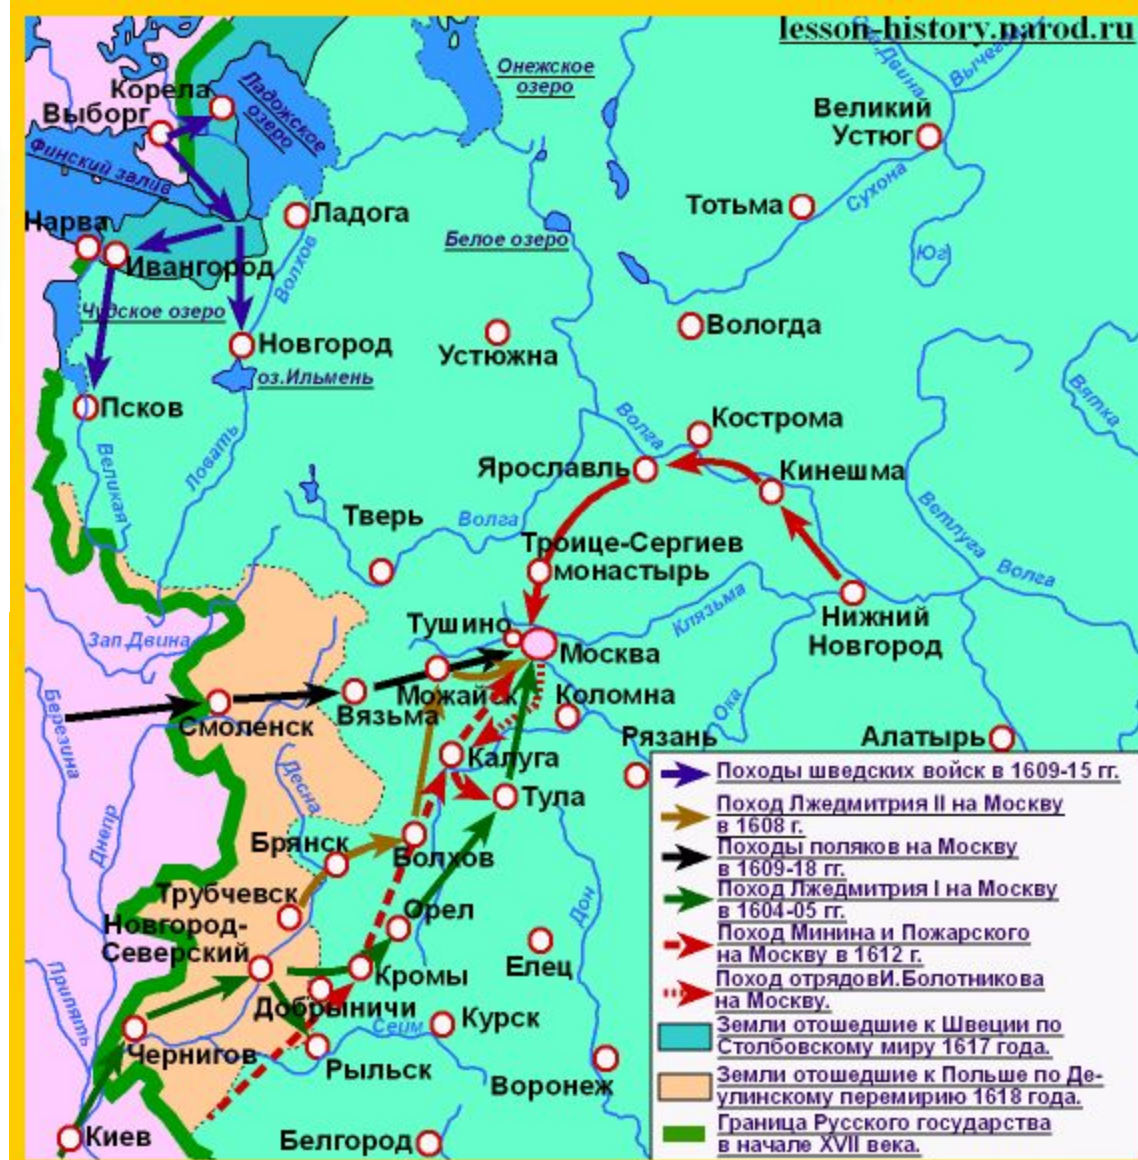 lesson-history.narod.ru
Онежское
озеро
Корела
Ладожское
озеро
Выборг
Финский залив
Великий
Устюг
Сухона
Тотьма
Нарва
Ладога
Белое озеро
Ивангород
Волхов
Юг
Чудское озеро
Новгород
Устюжна
Вологда
оз.Ильмень
Псков
Вятка
Волга
Кострома
Великая
Ловать
Ярославль
Кинешма
Тверь
Волга
Ветлуга
Волга
Троице-Сергиев
монастырь
Клязьма
Нижний
Новгород
Зап.Двина
Тушино
Москва
Можайск
Коломна
Березина
Смоленск
Вязьма
Ока
Рязань
Алатырь
Калуга
Десна
Тула
Днепр
Брянск
Волхов
Трубчевск
Орел
Дон
Новгород-
Северский
Елец
Кромы
Припять
Добрыничи
Сейм
Курск
Чернигов
Рыльск
Воронеж
Киев
Белгород
Походы шведских войск в 1609-15 гг.
Поход Лжедмитрия II на Москву
в 1608 г.
Походы поляков на Москву
в 1609-18 гг.
Поход Лжедмитрия I на Москву
в 1604-05 гг.
Поход Минина и Пожарского
на Москву в 1612 г.
Поход отрядовИ.Болотникова
на Москву.
Земли отошедшие к Швеции по
Столбовскому миру 1617 года.
Земли отошедшие к Польше по Де-
улинскому перемирию 1618 года.
Граница Русского государства
в начале XVII века.